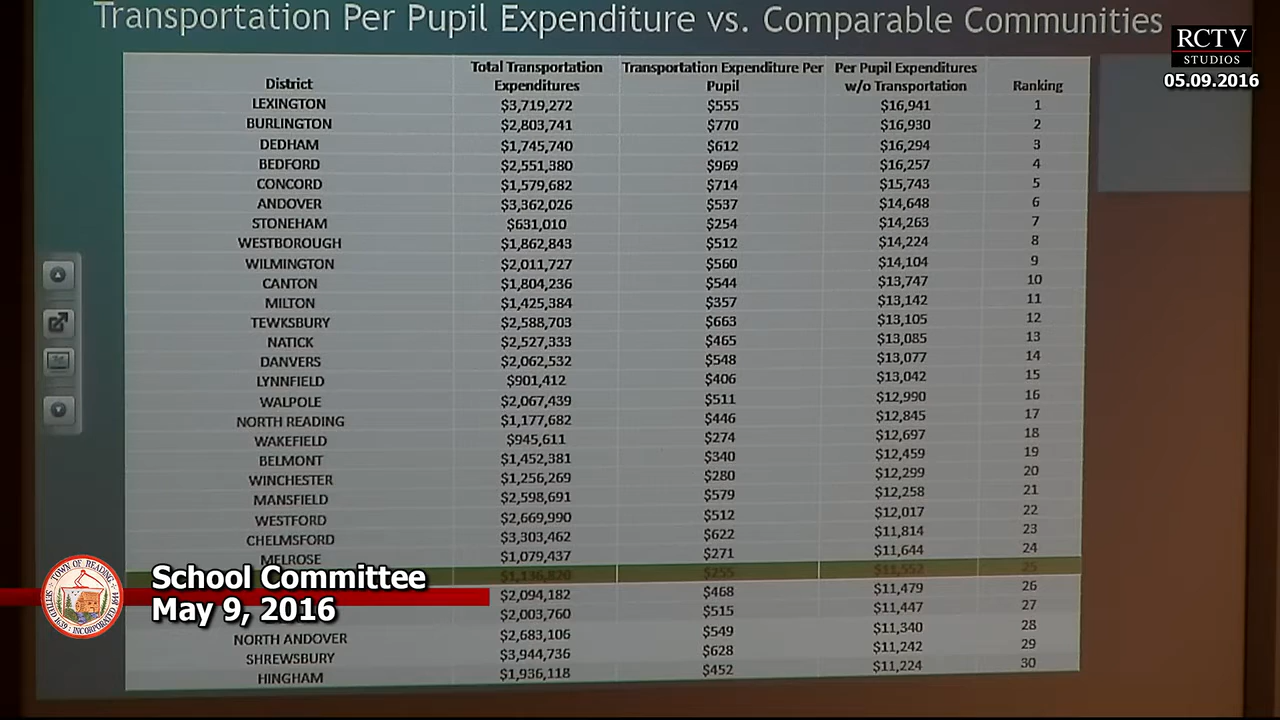 Transportation Per Pupil Expenditure vs. Comparable Communities
RCTV
STUDIOS
05.09.2016
District Total Transportation Expenditures Transportation Expenditure Per Pupil Per Pupil Expenditures w/o Transportation Ranking
LEXINGTON $3,719,272 $555 $16,941 1
BURLINGTON $2,803,741 $770 $16,930 2
DEDHAM $1,745,740 $612 $16,294 3
BEDFORD $2,551,380 $969 $16,257 4
CONCORD $1,579,682 $714 $15,743 5
ANDOVER $3,362,026 $537 $14,648 6
STONEHAM $631,010 $254 $14,263 7
WESTBOROUGH $1,862,843 $512 $14,224 8
WILMINGTON $2,011,727 $560 $14,104 9
CANTON $1,804,236 $544 $13,747 10
MILTON $1,425,384 $357 $13,142 11
TEWKSBURY $2,588,703 $663 $13,105 12
NATICK $2,527,333 $465 $13,085 13
DANVERS $2,062,532 $548 $13,077 14
LYNNFIELD $901,412 $406 $13,042 15
WALPOLE $2,067,439 $511 $12,990 16
NORTH READING $1,177,682 $446 $12,845 17
WAKEFIELD $945,611 $274 $12,697 18
BELMONT $1,452,381 $340 $12,459 19
WINCHESTER $1,256,269 $280 $12,299 20
MANSFIELD $2,598,691 $579 $12,258 21
WESTFORD $2,669,990 $512 $12,017 22
CHELMSFORD $3,303,462 $622 $11,814 23
MELROSE $1,079,437 $271 $11,644 24
$1,136,820 $255 $11,552 25
$2,094,182 $468 $11,479 26
$2,003,760 $515 $11,447 27
NORTH ANDOVER $2,683,106 $549 $11,340 28
SHREWSBURY $3,944,736 $628 $11,242 29
HINGHAM $1,936,118 $452 $11,224 30
School Committee
May 9, 2016
TOWN OF READING